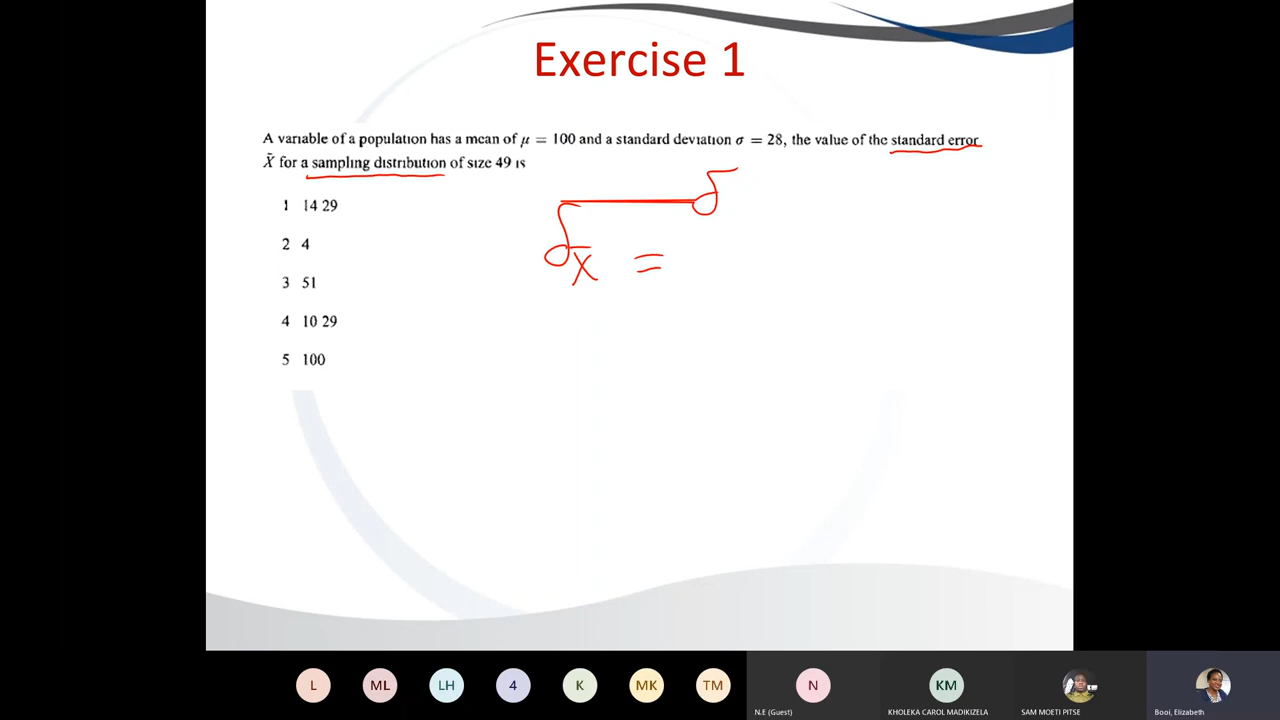 Exercise 1
A variable of a population has a mean of μ = 100 and a standard deviation σ = 28, the value of the standard error
X̄ for a sampling distribution of size 49 is
1 14 29
2 4
3 51
4 10 29
5 100
σ
σx̄ =
L ML LH 4 K MK TM N KM
N.E (Guest) KHOLEKA CAROL MADIKIZELA SAM MOETI PITSE Booi, Elizabeth